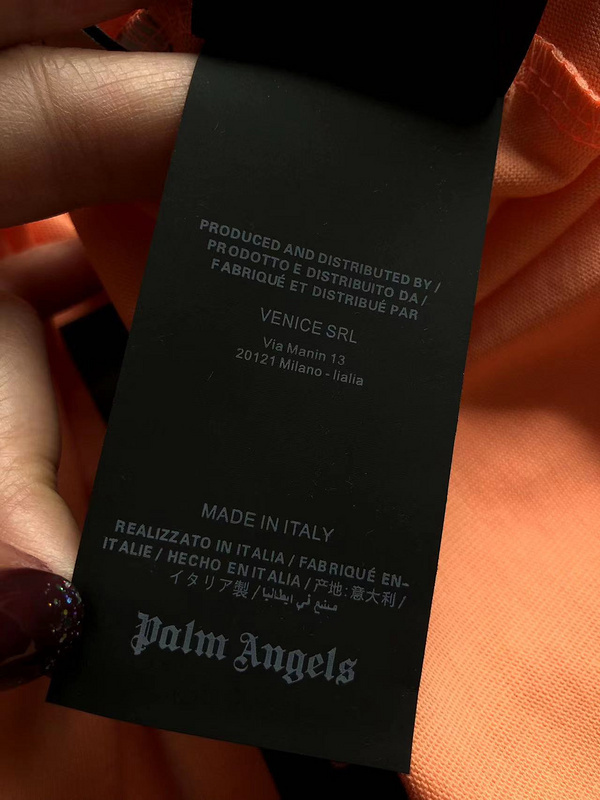 PRODUCED AND DISTRIBUTED BY /
PRODOTTO E DISTRIBUITO DA /
FABRIQUÉ ET DISTRIBUÉ PAR
VENICE SRL
Via Manin 13
20121 Milano - Iialia
MADE IN ITALY
REALIZZATO IN ITALIA / FABRIQUÉ EN-
ITALIE / HECHO EN ITALIA / 产地: 意大利 /
イタリア製 / صنع في ايطاليا
Palm Angels